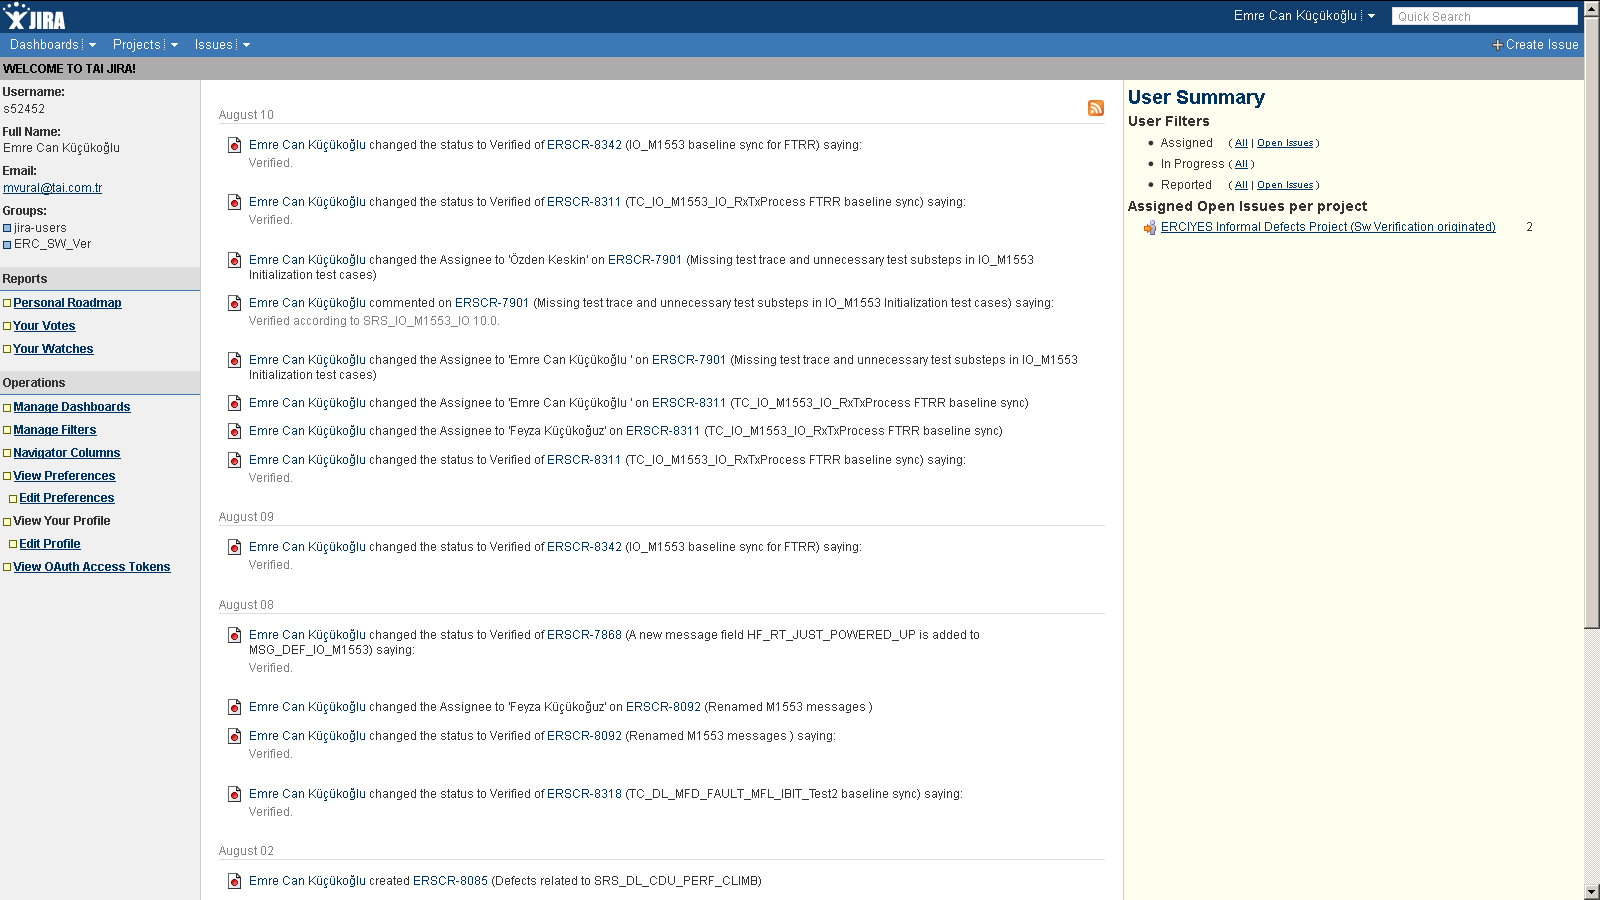 JIRA
Emre Can Küçükoğlu
Quick Search
Dashboards
Projects
Issues
Create Issue
WELCOME TO TAI JIRA!
Username:
s52452
Full Name:
Emre Can Küçükoğlu
Email:
mvural@tai.com.tr
Groups:
jira-users
ERC_SW_Ver
Reports
Personal Roadmap
Your Votes
Your Watches
Operations
Manage Dashboards
Manage Filters
Navigator Columns
View Preferences
Edit Preferences
View Your Profile
Edit Profile
View OAuth Access Tokens
August 10
Emre Can Küçükoğlu changed the status to Verified of ERSCR-8342 (IO_M1553 baseline sync for FTRR) saying:
Verified.
Emre Can Küçükoğlu changed the status to Verified of ERSCR-8311 (TC_IO_M1553_IO_RxTxProcess FTRR baseline sync) saying:
Verified.
Emre Can Küçükoğlu changed the Assignee to 'Özden Keskin' on ERSCR-7901 (Missing test trace and unnecessary test substeps in IO_M1553
Initialization test cases)
Emre Can Küçükoğlu commented on ERSCR-7901 (Missing test trace and unnecessary test substeps in IO_M1553 Initialization test cases) saying:
Verified according to SRS_IO_M1553_IO 10.0.
Emre Can Küçükoğlu changed the Assignee to 'Emre Can Küçükoğlu ' on ERSCR-7901 (Missing test trace and unnecessary test substeps in IO_M1553
Initialization test cases)
Emre Can Küçükoğlu changed the Assignee to 'Emre Can Küçükoğlu ' on ERSCR-8311 (TC_IO_M1553_IO_RxTxProcess FTRR baseline sync)
Emre Can Küçükoğlu changed the Assignee to 'Feyza Küçükoğuz' on ERSCR-8311 (TC_IO_M1553_IO_RxTxProcess FTRR baseline sync)
Emre Can Küçükoğlu changed the status to Verified of ERSCR-8311 (TC_IO_M1553_IO_RxTxProcess FTRR baseline sync) saying:
Verified.
August 09
Emre Can Küçükoğlu changed the status to Verified of ERSCR-8342 (IO_M1553 baseline sync for FTRR) saying:
Verified.
August 08
Emre Can Küçükoğlu changed the status to Verified of ERSCR-7868 (A new message field HF_RT_JUST_POWERED_UP is added to
MSG_DEF_IO_M1553) saying:
Verified.
Emre Can Küçükoğlu changed the Assignee to 'Feyza Küçükoğuz' on ERSCR-8092 (Renamed M1553 messages )
Emre Can Küçükoğlu changed the status to Verified of ERSCR-8092 (Renamed M1553 messages ) saying:
Verified.
Emre Can Küçükoğlu changed the status to Verified of ERSCR-8318 (TC_DL_MFD_FAULT_MFL_IBIT_Test2 baseline sync) saying:
Verified.
August 02
Emre Can Küçükoğlu created ERSCR-8085 (Defects related to SRS_DL_CDU_PERF_CLIMB)
User Summary
User Filters
Assigned ( All | Open Issues )
In Progress ( All )
Reported ( All | Open Issues )
Assigned Open Issues per project
ERCIYES Informal Defects Project (Sw Verification originated) 2